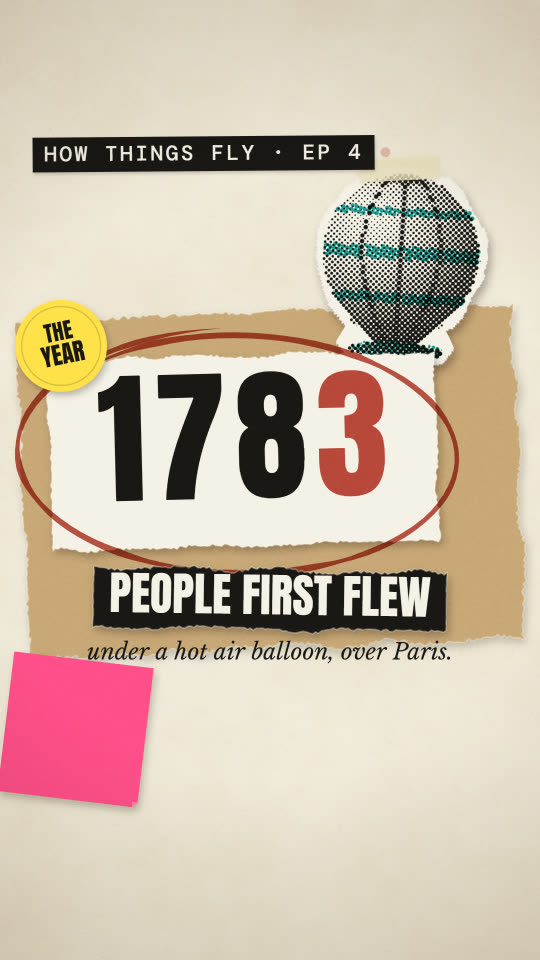 HOW THINGS FLY · EP 4
THE
YEAR
1783
PEOPLE FIRST FLEW
under a hot air balloon, over Paris.